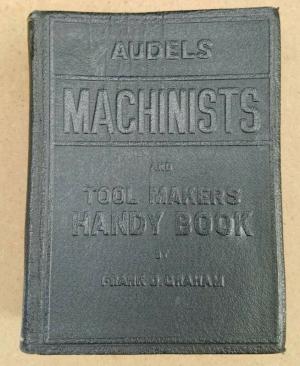 AUDELS
MACHINISTS
AND
TOOL MAKERS
HANDY BOOK
BY
FRANK D. GRAHAM